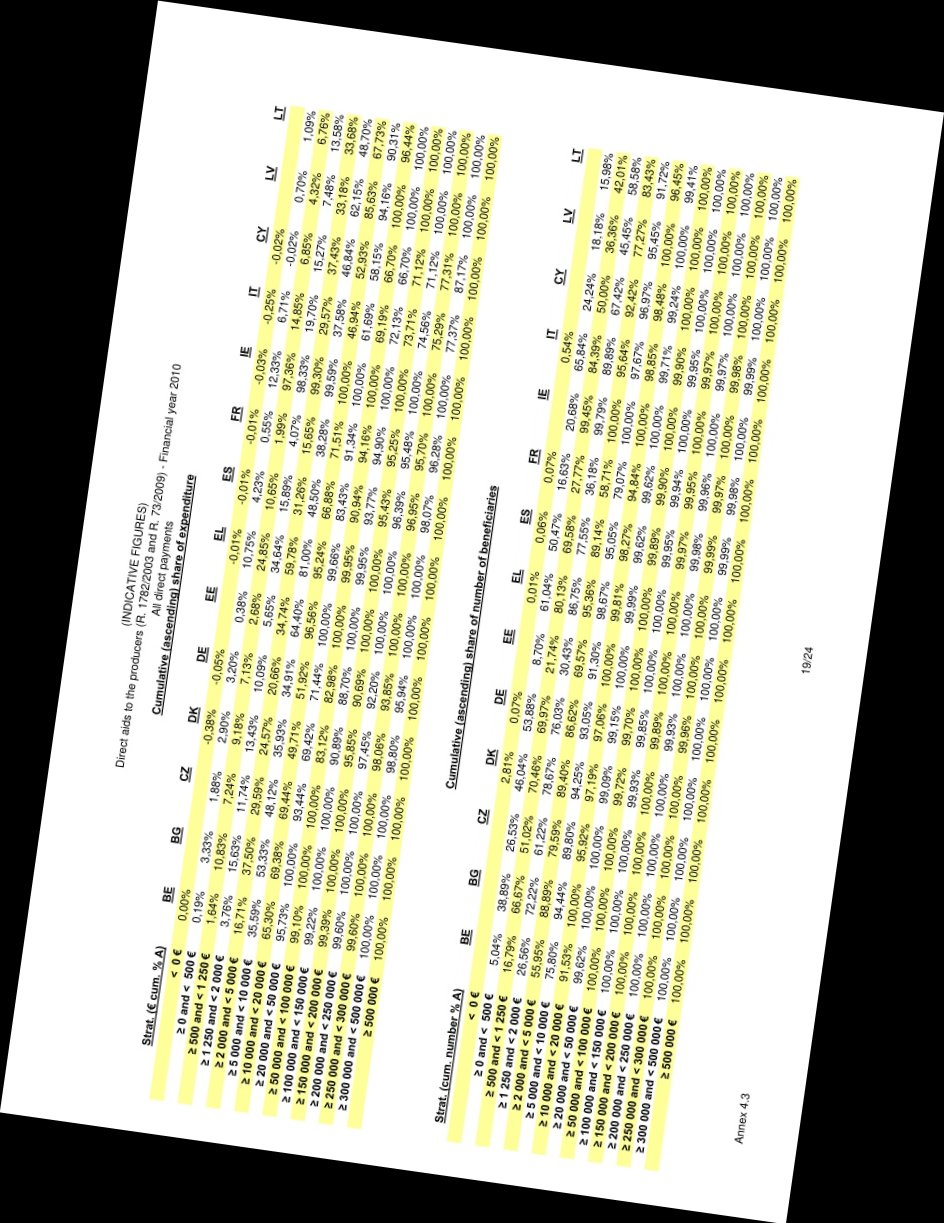 Direct aids to the producers (INDICATIVE FIGURES)
(R. 1782/2003 and R. 73/2009) - Financial year 2010
All direct payments
Cumulative (ascending) share of expenditure
Strat. (€ cum. % A) BE BG CZ DK DE EE EL ES FR IE IT CY LV LT
< 0 € 0,00% -0,38% -0,05% -0,01% -0,01% -0,01% -0,03% -0,25% -0,02%
≥ 0 and < 500 € 0,19% 3,33% 1,88% 2,90% 3,20% 0,38% 10,75% 4,23% 0,55% 12,33% 6,71% -0,02% 0,70% 1,09%
≥ 500 and < 1 250 € 1,64% 10,83% 7,24% 9,18% 7,13% 2,68% 24,85% 10,65% 1,99% 97,36% 14,85% 6,85% 4,32% 6,76%
≥ 1 250 and < 2 000 € 3,76% 15,63% 11,74% 13,43% 10,09% 5,65% 34,64% 15,89% 4,07% 98,33% 19,70% 15,27% 7,48% 13,58%
≥ 2 000 and < 5 000 € 16,71% 37,50% 29,59% 24,57% 20,66% 34,74% 59,78% 31,26% 15,65% 99,30% 29,57% 37,43% 33,18% 33,68%
≥ 5 000 and < 10 000 € 35,59% 53,33% 48,12% 35,93% 34,91% 64,40% 81,00% 48,50% 38,28% 99,59% 37,58% 46,84% 62,15% 48,70%
≥ 10 000 and < 20 000 € 65,30% 69,38% 69,44% 49,71% 51,92% 96,56% 95,24% 66,88% 71,51% 100,00% 46,94% 52,93% 85,63% 67,73%
≥ 20 000 and < 50 000 € 95,73% 100,00% 93,44% 69,42% 71,44% 100,00% 99,66% 83,43% 91,34% 100,00% 61,69% 58,15% 94,16% 90,31%
≥ 50 000 and < 100 000 € 99,10% 100,00% 100,00% 83,12% 82,98% 100,00% 99,95% 90,94% 94,16% 100,00% 69,19% 66,70% 100,00% 96,44%
≥ 100 000 and < 150 000 € 99,22% 100,00% 100,00% 90,89% 88,70% 100,00% 99,95% 93,77% 94,90% 100,00% 72,13% 66,70% 100,00% 100,00%
≥ 150 000 and < 200 000 € 99,39% 100,00% 100,00% 95,85% 90,69% 100,00% 100,00% 95,43% 95,25% 100,00% 73,71% 71,12% 100,00% 100,00%
≥ 200 000 and < 250 000 € 99,60% 100,00% 100,00% 97,45% 92,20% 100,00% 100,00% 96,39% 95,48% 100,00% 74,56% 71,12% 100,00% 100,00%
≥ 250 000 and < 300 000 € 99,60% 100,00% 100,00% 98,06% 93,85% 100,00% 100,00% 96,95% 95,70% 100,00% 75,29% 77,31% 100,00% 100,00%
≥ 300 000 and < 500 000 € 100,00% 100,00% 100,00% 98,80% 95,94% 100,00% 100,00% 98,07% 96,28% 100,00% 77,37% 87,17% 100,00% 100,00%
≥ 500 000 € 100,00% 100,00% 100,00% 100,00% 100,00% 100,00% 100,00% 100,00% 100,00% 100,00% 100,00% 100,00% 100,00% 100,00%
Cumulative (ascending) share of number of beneficiaries
Strat. (cum. number % A) BE BG CZ DK DE EE EL ES FR IE IT CY LV LT
< 0 € 2,81% 0,07% 0,01% 0,06% 0,07% 0,54%
≥ 0 and < 500 € 5,04% 38,89% 26,53% 46,04% 53,88% 8,70% 61,04% 50,47% 16,63% 20,68% 65,84% 24,24% 18,18% 15,98%
≥ 500 and < 1 250 € 16,79% 66,67% 51,02% 70,46% 69,97% 21,74% 80,13% 69,58% 27,77% 99,45% 84,39% 50,00% 36,36% 42,01%
≥ 1 250 and < 2 000 € 26,56% 72,22% 61,22% 78,67% 76,03% 30,43% 86,75% 77,55% 36,18% 99,79% 89,89% 67,42% 45,45% 58,58%
≥ 2 000 and < 5 000 € 55,95% 88,89% 79,59% 89,40% 86,62% 69,57% 95,36% 89,14% 58,71% 100,00% 95,64% 92,42% 77,27% 83,43%
≥ 5 000 and < 10 000 € 75,80% 94,44% 89,80% 94,25% 93,05% 91,30% 98,67% 95,05% 79,07% 100,00% 97,67% 96,97% 95,45% 91,72%
≥ 10 000 and < 20 000 € 91,53% 100,00% 95,92% 97,19% 97,06% 100,00% 99,81% 98,27% 94,84% 100,00% 98,85% 98,48% 100,00% 96,45%
≥ 20 000 and < 50 000 € 99,62% 100,00% 100,00% 99,09% 99,15% 100,00% 99,99% 99,62% 99,62% 100,00% 99,71% 99,24% 100,00% 99,41%
≥ 50 000 and < 100 000 € 100,00% 100,00% 100,00% 99,72% 99,70% 100,00% 100,00% 99,89% 99,90% 100,00% 99,90% 100,00% 100,00% 100,00%
≥ 100 000 and < 150 000 € 100,00% 100,00% 100,00% 99,93% 99,85% 100,00% 100,00% 99,95% 99,94% 100,00% 99,95% 100,00% 100,00% 100,00%
≥ 150 000 and < 200 000 € 100,00% 100,00% 100,00% 100,00% 99,89% 100,00% 100,00% 99,97% 99,95% 100,00% 99,97% 100,00% 100,00% 100,00%
≥ 200 000 and < 250 000 € 100,00% 100,00% 100,00% 100,00% 99,93% 100,00% 100,00% 99,98% 99,96% 100,00% 99,97% 100,00% 100,00% 100,00%
≥ 250 000 and < 300 000 € 100,00% 100,00% 100,00% 100,00% 99,96% 100,00% 100,00% 99,99% 99,97% 100,00% 99,98% 100,00% 100,00% 100,00%
≥ 300 000 and < 500 000 € 100,00% 100,00% 100,00% 100,00% 100,00% 100,00% 100,00% 99,99% 99,98% 100,00% 99,99% 100,00% 100,00% 100,00%
≥ 500 000 € 100,00% 100,00% 100,00% 100,00% 100,00% 100,00% 100,00% 100,00% 100,00% 100,00% 100,00% 100,00% 100,00% 100,00%
Annex 4.3
19/24